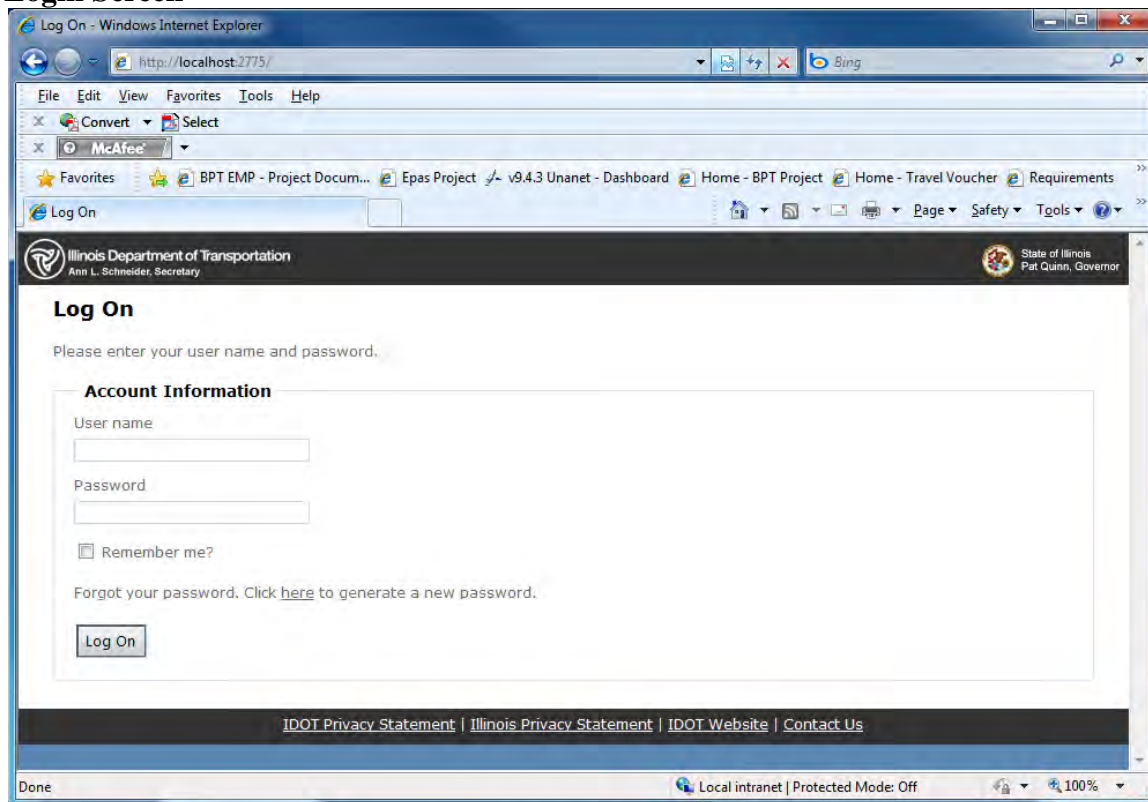 Login Screen
Log On - Windows Internet Explorer
http://localhost:2775/
Bing
File Edit View Favorites Tools Help
x Convert Select
x McAfee
Favorites BPT EMP - Project Docum... Epas Project v9.4.3 Unanet - Dashboard Home - BPT Project Home - Travel Voucher Requirements
Log On Page Safety Tools
Illinois Department of Transportation
Ann L. Schneider, Secretary
State of Illinois
Pat Quinn, Governor
Log On
Please enter your user name and password.
Account Information
User name
Password
Remember me?
Forgot your password. Click here to generate a new password.
Log On
IDOT Privacy Statement | Illinois Privacy Statement | IDOT Website | Contact Us
Done Local intranet | Protected Mode: Off 100%